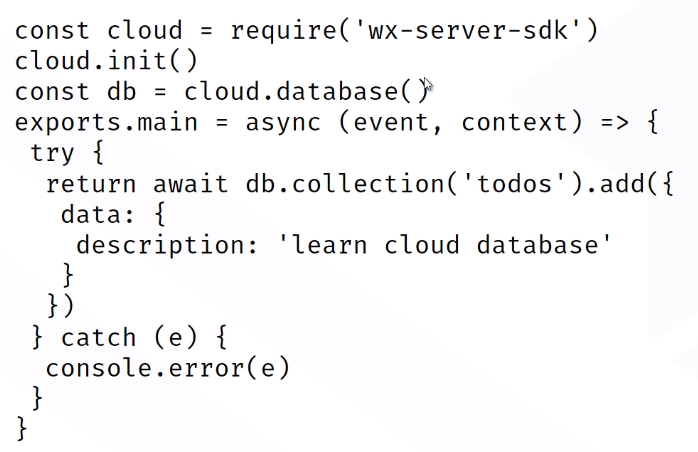 const cloud = require('wx-server-sdk')
cloud.init()
const db = cloud.database()
exports.main = async (event, context) => {
 try {
  return await db.collection('todos').add({
   data: {
    description: 'learn cloud database'
   }
  })
 } catch (e) {
  console.error(e)
 }
}